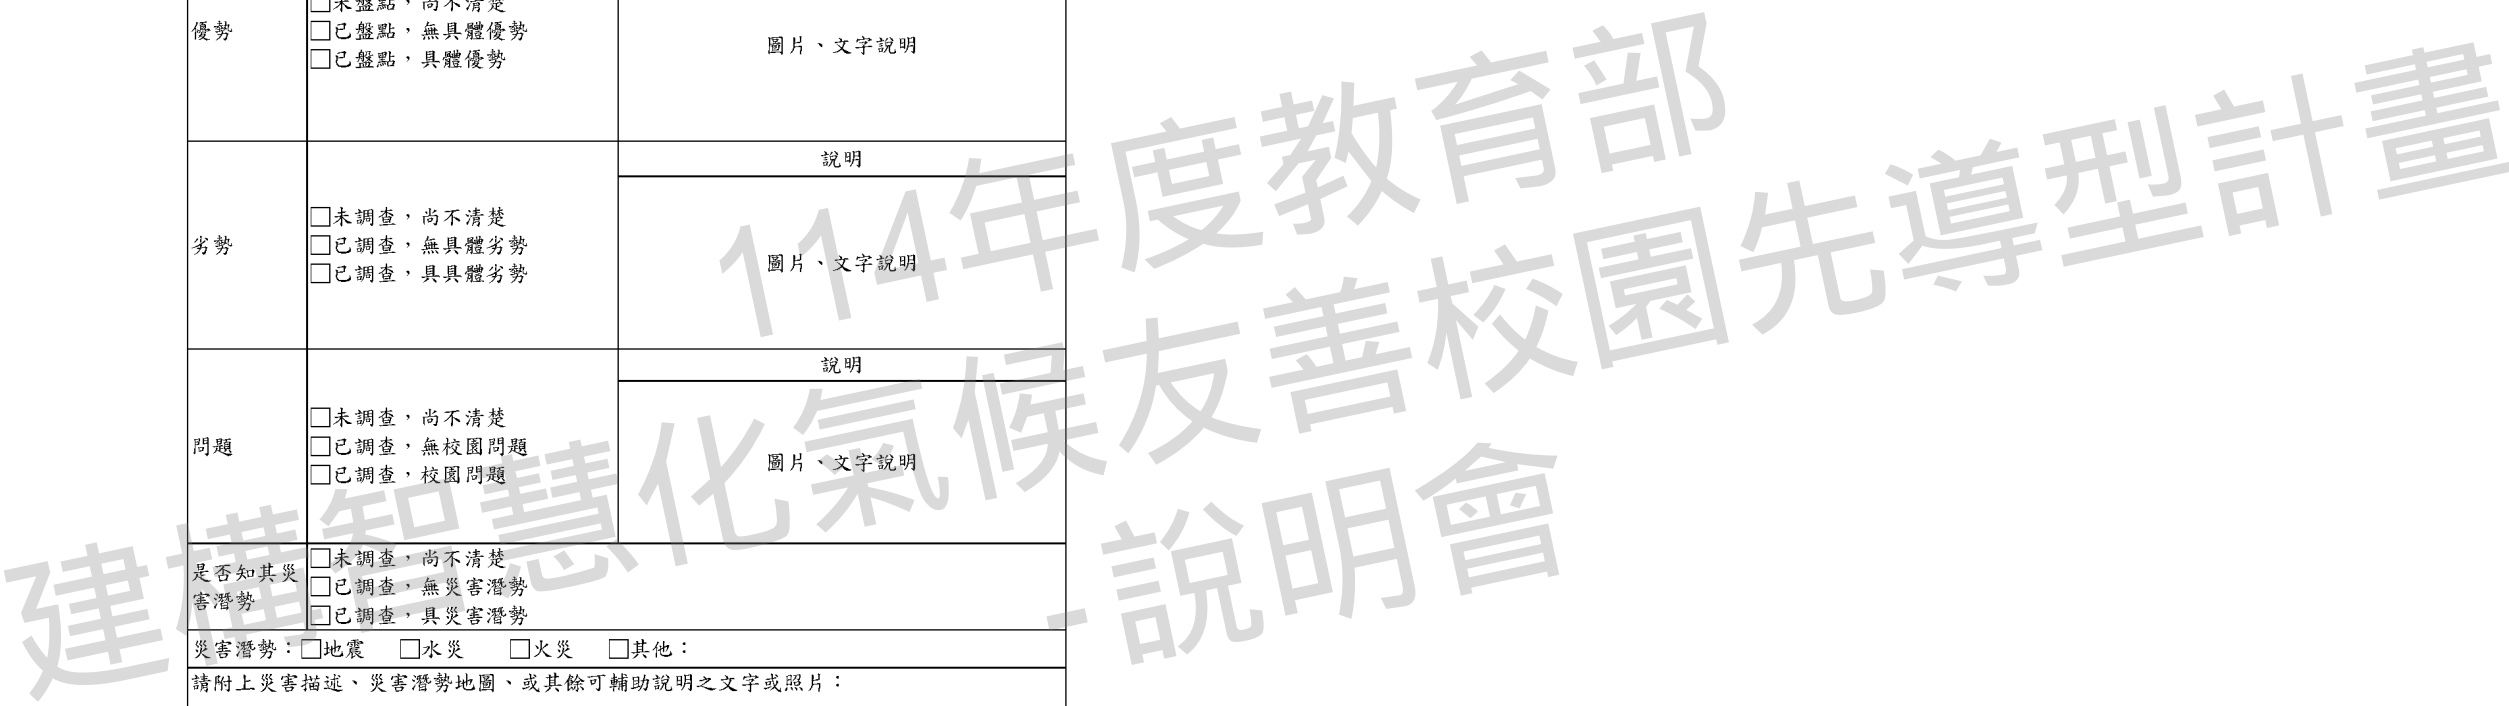 未盤點，尚不清楚
優勢
□已盤點，無具體優勢
□已盤點，具體優勢
圖片、文字說明
說明
劣勢
□未調查，尚不清楚
□已調查，無具體劣勢
□已調查，具具體劣勢
圖片、文字說明
說明
問題
□未調查，尚不清楚
□已調查，無校園問題
□已調查，校園問題
圖片、文字說明
是否知其災
害潛勢
□未調查，尚不清楚
□已調查，無災害潛勢
□已調查，具災害潛勢
災害潛勢：□地震 □水災 □火災 □其他：
請附上災害描述、災害潛勢地圖、或其餘可輔助說明之文字或照片：
114年度教育部
建構智慧化氣候友善校園先導型計畫
-說明會